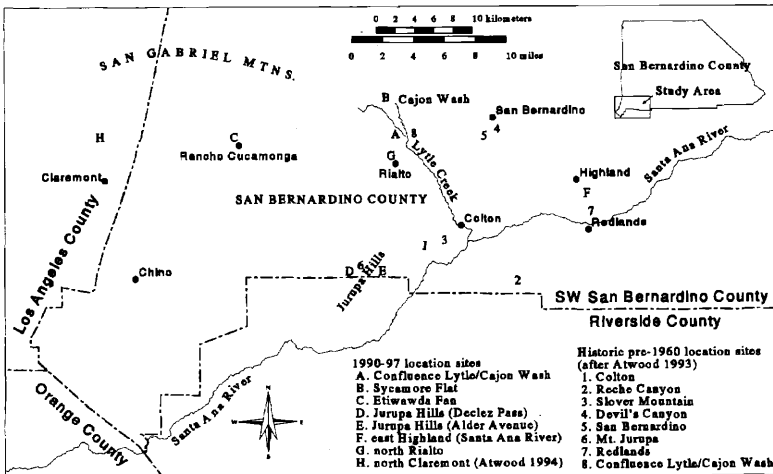 0 2 4 6 8 10 kilometers
0 2 4 6 8 10 miles
SAN GABRIEL MTNS.
San Bernardino County
Study Area
B Cajon Wash
San Bernardino
5 4
A 8
H
C
Rancho Cucamonga
G
Rialto
Lytle Creek
Santa Ana River
Claremont
Highland
F
7
Redlands
SAN BERNARDINO COUNTY
Colton
1 3
Los Angeles County
Chino
D 6 E
Jurupa Hills
2
SW San Bernardino County
Riverside County
Orange County
Santa Ana River
1990-97 location sites
A. Confluence Lytle/Cajon Wash
B. Sycamore Flat
C. Etiwawda Fan
D. Jurupa Hills (Declez Pass)
E. Jurupa Hills (Alder Avenue)
F. east Highland (Santa Ana River)
G. north Rialto
H. north Claremont (Atwood 1994)
Historic pre-1960 location sites
(after Atwood 1993)
1. Colton
2. Reche Canyon
3. Slover Mountain
4. Devil's Canyon
5. San Bernardino
6. Mt. Jurupa
7. Redlands
8. Confluence Lytle/Cajon Wash